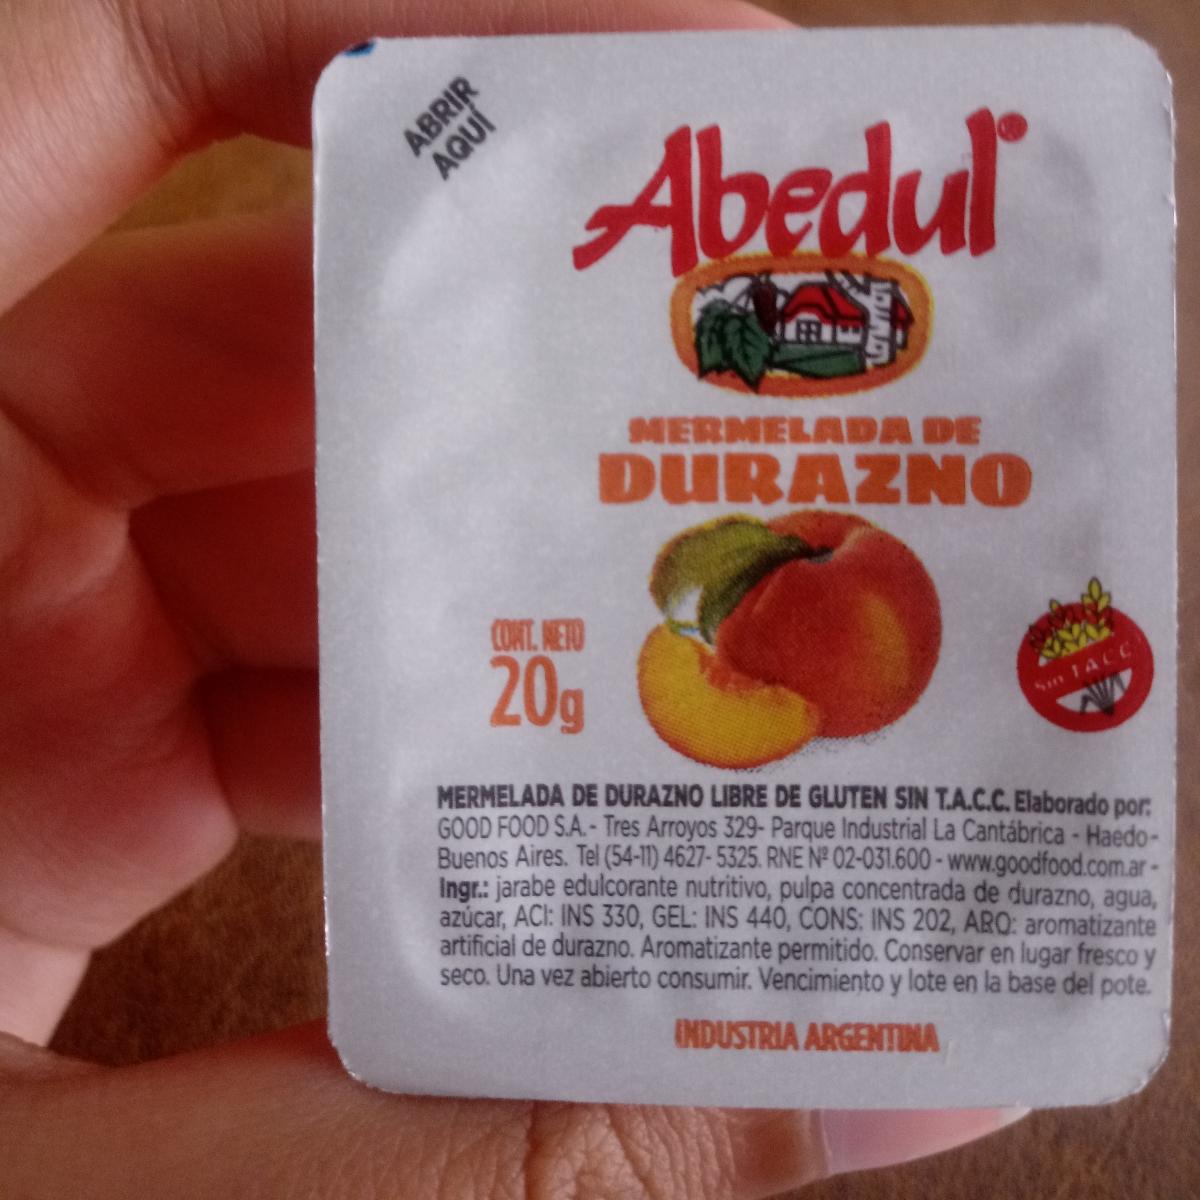 ABRIR
AQUÍ
Abedul®
MERMELADA DE
DURAZNO
CONT. NETO
20g
Sin T.A.C.C.
MERMELADA DE DURAZNO LIBRE DE GLUTEN SIN T.A.C.C. Elaborado por:
GOOD FOOD S.A.- Tres Arroyos 329- Parque Industrial La Cantábrica - Haedo-
Buenos Aires. Tel (54-11) 4627- 5325. RNE Nº 02-031.600 - www.goodfood.com.ar -
Ingr.: jarabe edulcorante nutritivo, pulpa concentrada de durazno, agua,
azúcar, ACI: INS 330, GEL: INS 440, CONS: INS 202, ARO: aromatizante
artificial de durazno. Aromatizante permitido. Conservar en lugar fresco y
seco. Una vez abierto consumir. Vencimiento y lote en la base del pote.
INDUSTRIA ARGENTINA